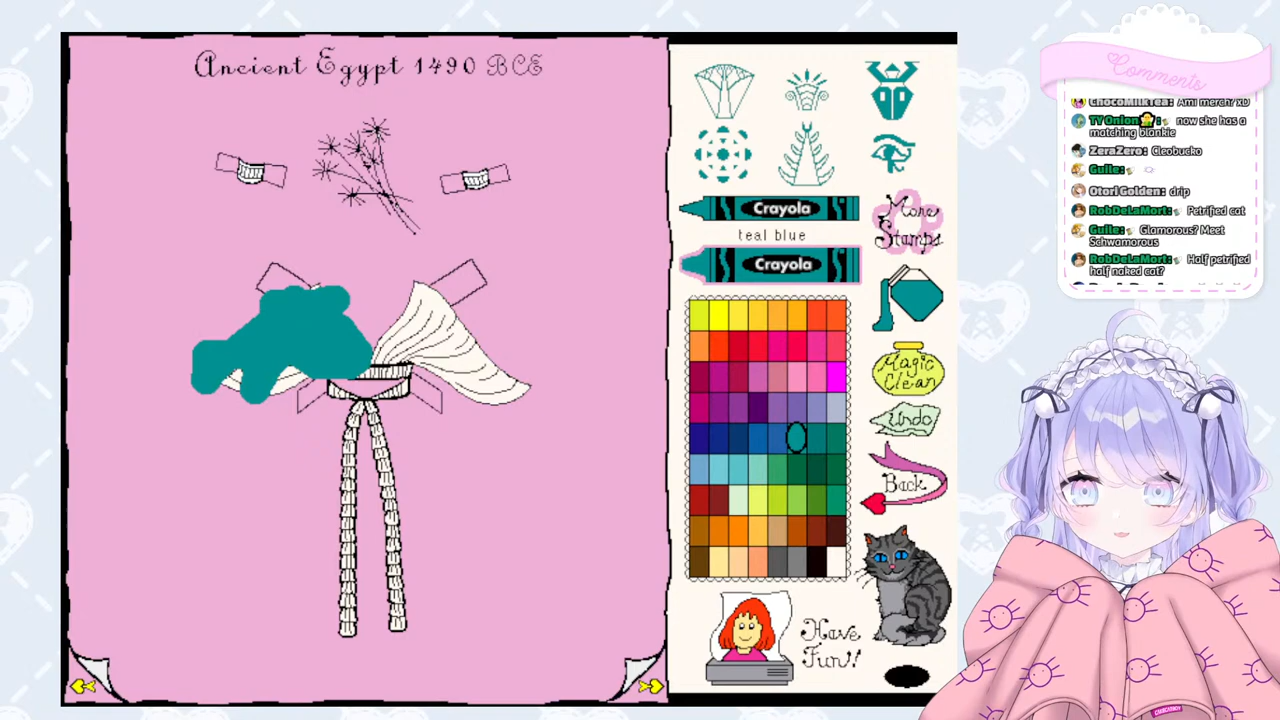 Ancient Egypt 1490 BCE
Crayola
teal blue
Crayola
More
Stamps
Magic
Clean
Undo
Back
Have
Fun!!
Comments
ChocoMilkTea: Ami merch? xD
TYOnion: now she has a
matching blankie
ZeraZero: Cleobucko
Guile:
OtoriGolden: drip
RobDeLaMort: Petrified cat
Guile: Glamorous? Meet
Schwamorous
RobDeLaMort: Half petrified
half naked cat?